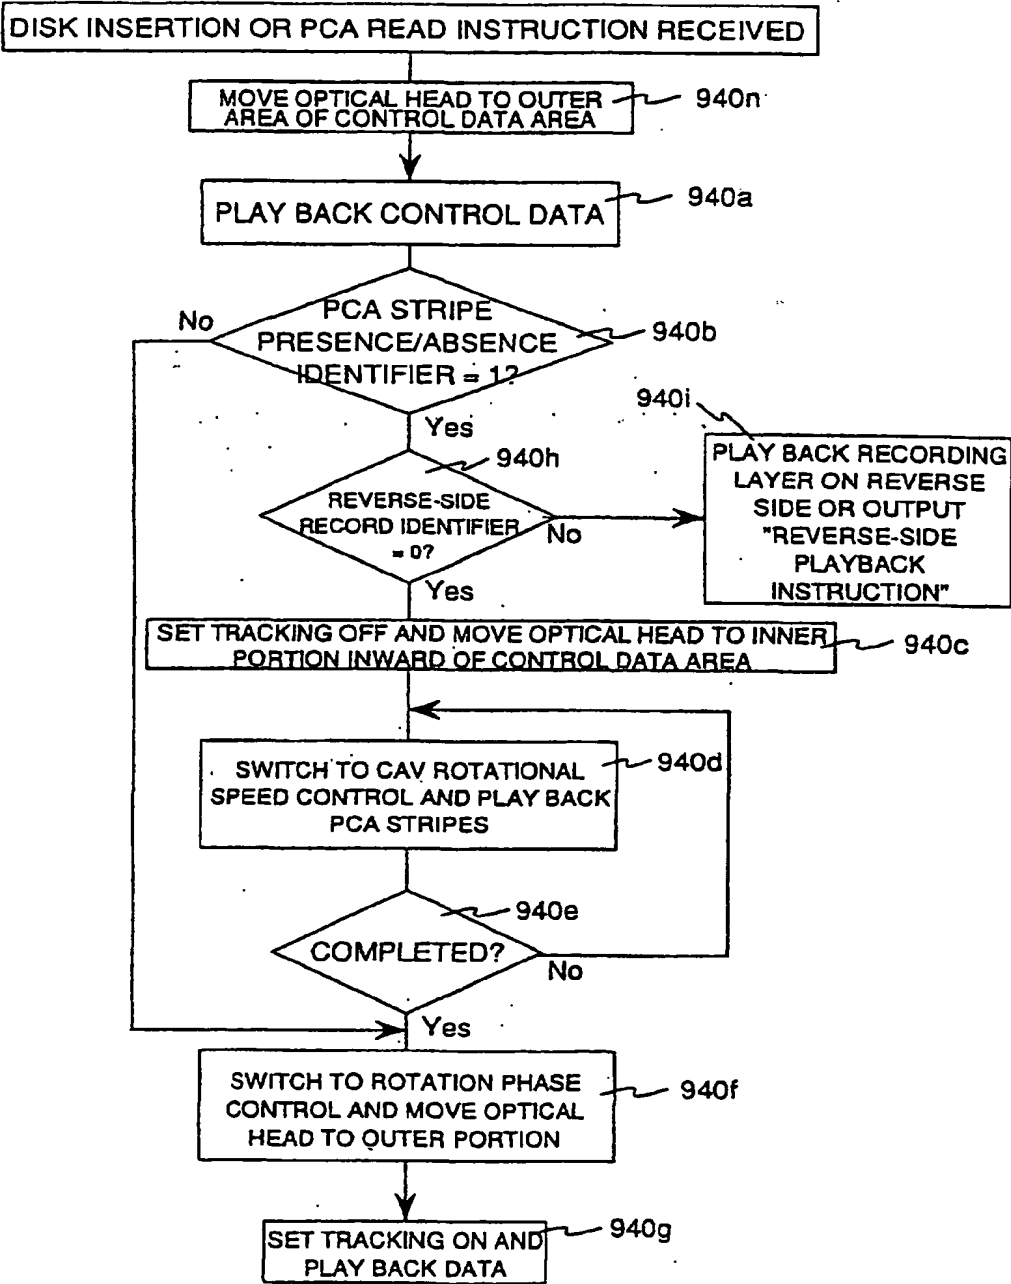 DISK INSERTION OR PCA READ INSTRUCTION RECEIVED
MOVE OPTICAL HEAD TO OUTER
AREA OF CONTROL DATA AREA
940n
PLAY BACK CONTROL DATA
940a
PCA STRIPE
PRESENCE/ABSENCE
IDENTIFIER = 1?
940b
No
Yes
940h
REVERSE-SIDE
RECORD IDENTIFIER
= 0?
No
Yes
940i
PLAY BACK RECORDING
LAYER ON REVERSE
SIDE OR OUTPUT
"REVERSE-SIDE
PLAYBACK
INSTRUCTION"
SET TRACKING OFF AND MOVE OPTICAL HEAD TO INNER
PORTION INWARD OF CONTROL DATA AREA
940c
SWITCH TO CAV ROTATIONAL
SPEED CONTROL AND PLAY BACK
PCA STRIPES
940d
940e
COMPLETED?
No
Yes
SWITCH TO ROTATION PHASE
CONTROL AND MOVE OPTICAL
HEAD TO OUTER PORTION
940f
SET TRACKING ON AND
PLAY BACK DATA
940g